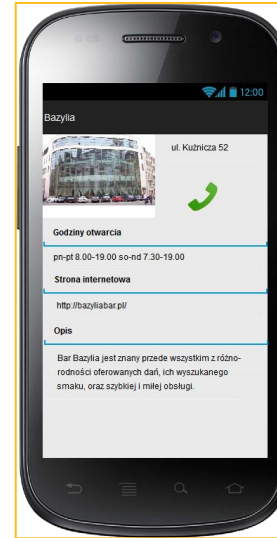 12:00
Bazylia
ul. Kuźnicza 52
Godziny otwarcia
pn-pt 8.00-19.00 so-nd 7.30-19.00
Strona internetowa
http://bazyliabar.pl/
Opis
Bar Bazylia jest znany przede wszystkim z różno-
rodności oferowanych dań, ich wyszukanego
smaku, oraz szybkiej i miłej obsługi.